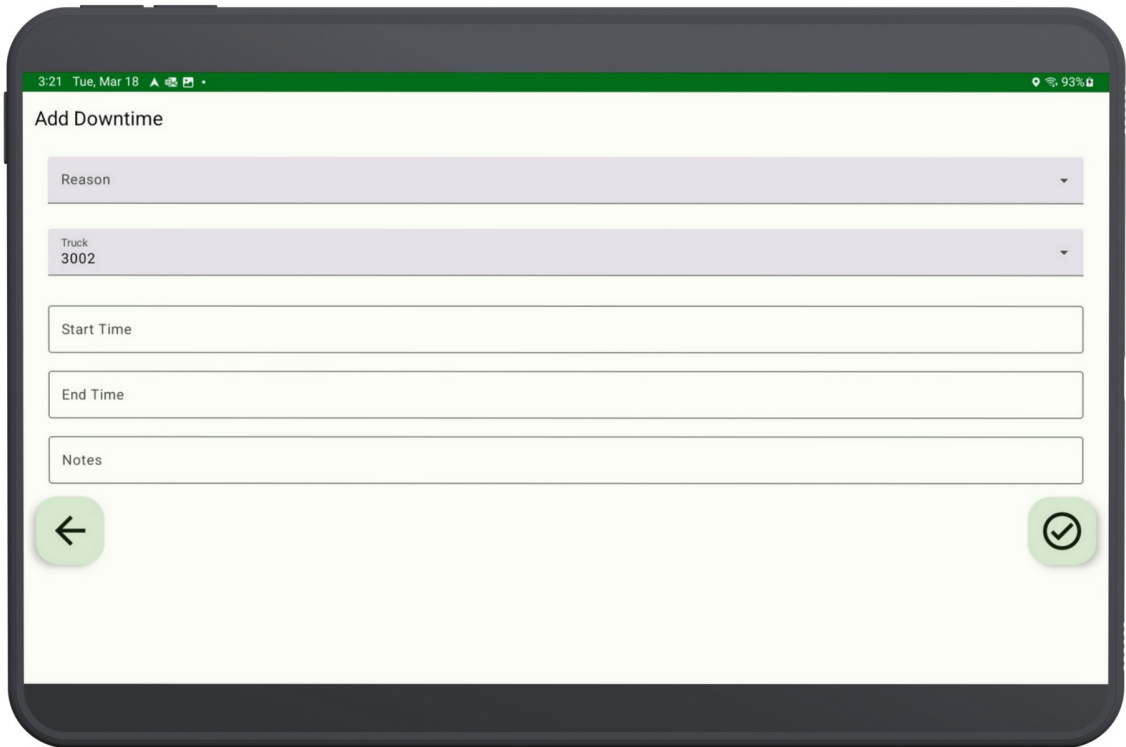 3:21 Tue, Mar 18 93%
Add Downtime
Reason
Truck
3002
Start Time
End Time
Notes